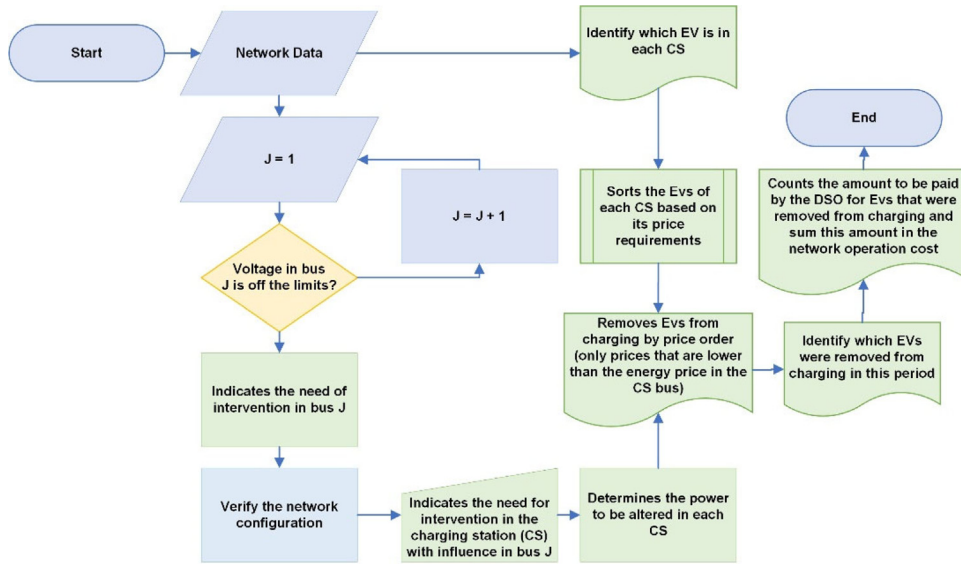 Start
Network Data
Identify which EV is in
each CS
J = 1
J = J + 1
Voltage in bus
J is off the limits?
Indicates the need of
intervention in bus J
Verify the network
configuration
Indicates the need for
intervention in the
charging station (CS)
with influence in bus J
Determines the power
to be altered in each
CS
Sorts the Evs of
each CS based on
its price
requirements
Removes Evs from
charging by price order
(only prices that are lower
than the energy price in the
CS bus)
Identify which EVs
were removed from
charging in this period
Counts the amount to be paid
by the DSO for Evs that were
removed from charging and
sum this amount in the
network operation cost
End